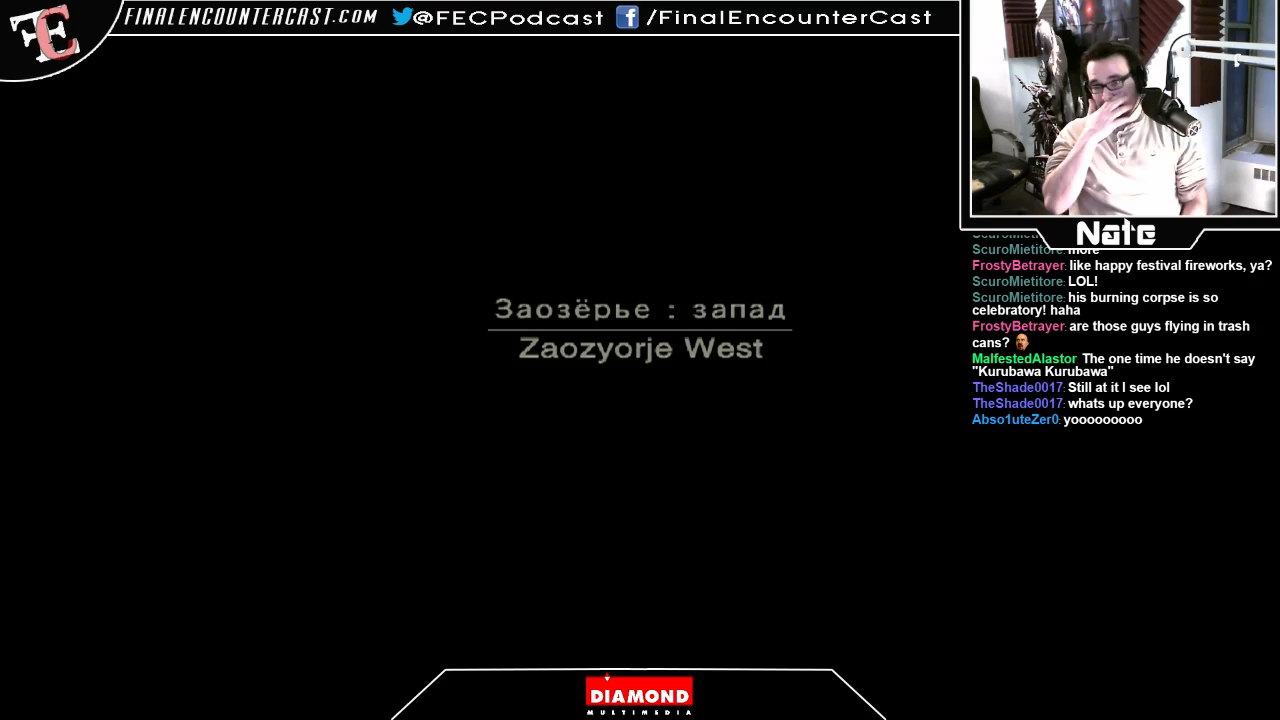 FINALENCOUNTERCAST.COM @FECPodcast /FinalEncounterCast
FC
Заозёрье : запад
Zaozyorje West
Nate
ScuroMietitore: more
FrostyBetrayer: like happy festival fireworks, ya?
ScuroMietitore: LOL!
ScuroMietitore: his burning corpse is so
celebratory! haha
FrostyBetrayer: are those guys flying in trash
cans?
MalfestedAlastor The one time he doesn't say
"Kurubawa Kurubawa"
TheShade0017: Still at it I see lol
TheShade0017: whats up everyone?
Abso1uteZer0: yooooooooo
DIAMOND
MULTIMEDIA